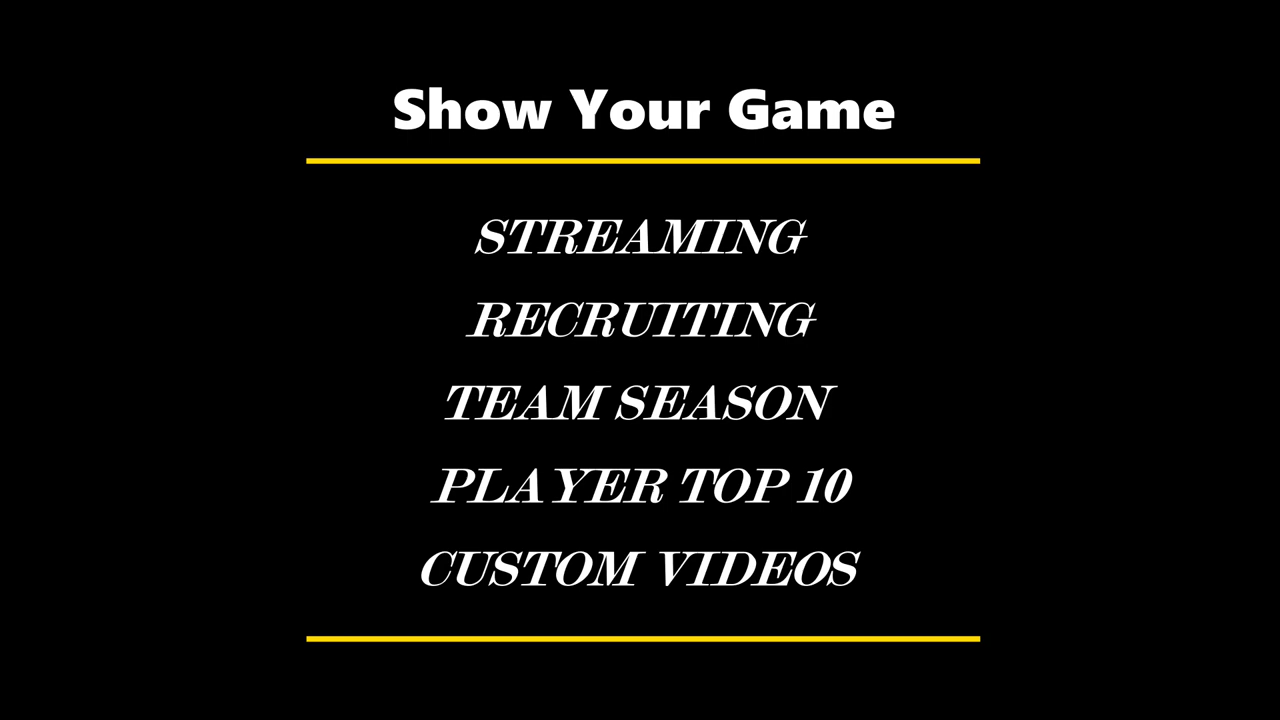 Show Your Game
STREAMING
RECRUITING
TEAM SEASON
PLAYER TOP 10
CUSTOM VIDEOS